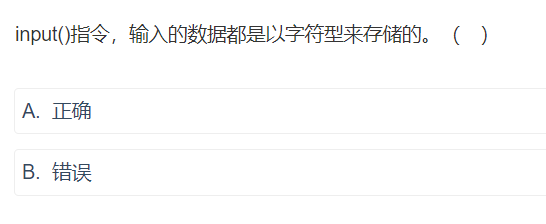 input()指令，输入的数据都是以字符型来存储的。（　）
A. 正确
B. 错误